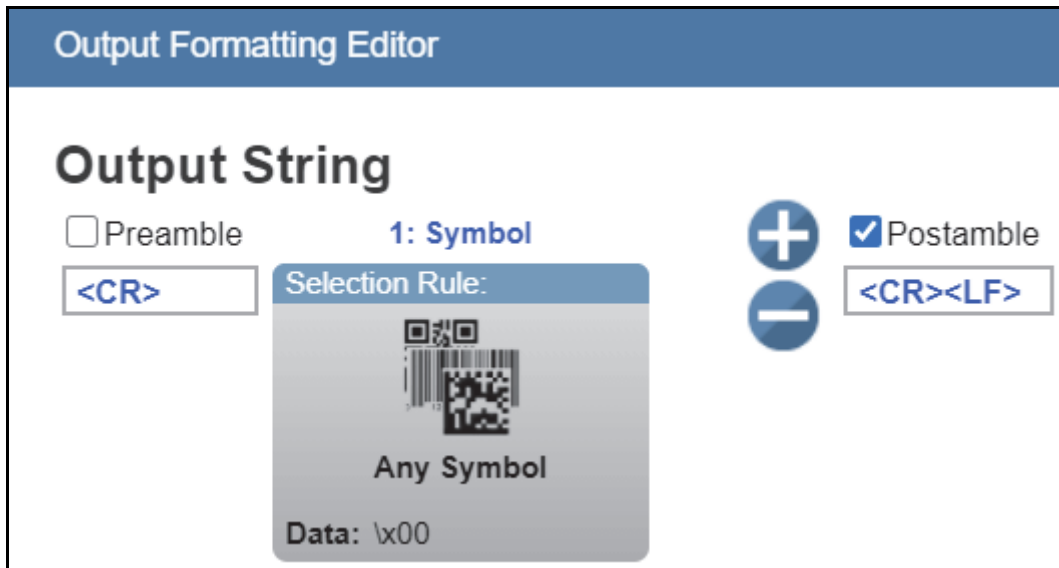 Output Formatting Editor
Output String
Preamble 1: Symbol Postamble
<CR> Selection Rule: <CR><LF>
Any Symbol
Data: \x00